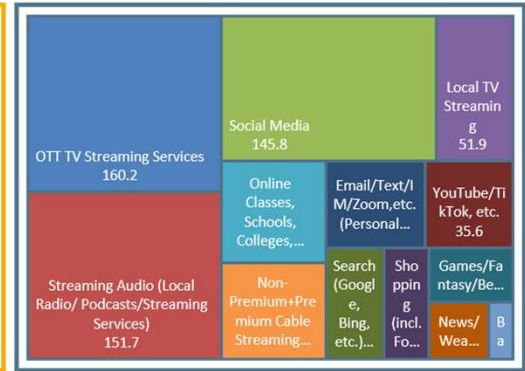 OTT TV Streaming Services
160.2
Social Media
145.8
Local TV
Streamin
g
51.9
Streaming Audio (Local
Radio/ Podcasts/Streaming
Services)
151.7
Online
Classes,
Schools,
Colleges,...
Email/Text/I
M/Zoom,etc.
(Personal...
YouTube/Ti
kTok, etc.
35.6
Non-
Premium+Pre
mium Cable
Streaming...
Search
(Googl
e,
Bing,
etc.)...
Sho
ppin
g
(incl.
Fo...
Games/Fa
ntasy/Be...
News/
Wea...
B
a